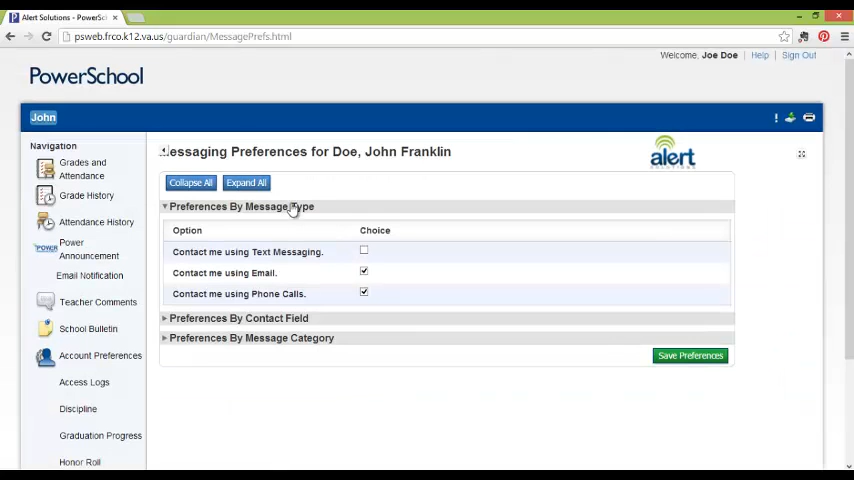 Alert Solutions - PowerSc
psweb.frco.k12.va.us/guardian/MessagePrefs.html
Welcome, Joe Doe | Help | Sign Out
PowerSchool
John
Navigation
Grades and
Attendance
Grade History
Attendance History
POWER
Power
Announcement
Email Notification
Teacher Comments
School Bulletin
Account Preferences
Access Logs
Discipline
Graduation Progress
Honor Roll
essaging Preferences for Doe, John Franklin
alert
SOLUTIONS
Collapse All Expand All
Preferences By Message Type
Option Choice
Contact me using Text Messaging.
Contact me using Email.
Contact me using Phone Calls.
Preferences By Contact Field
Preferences By Message Category
Save Preferences